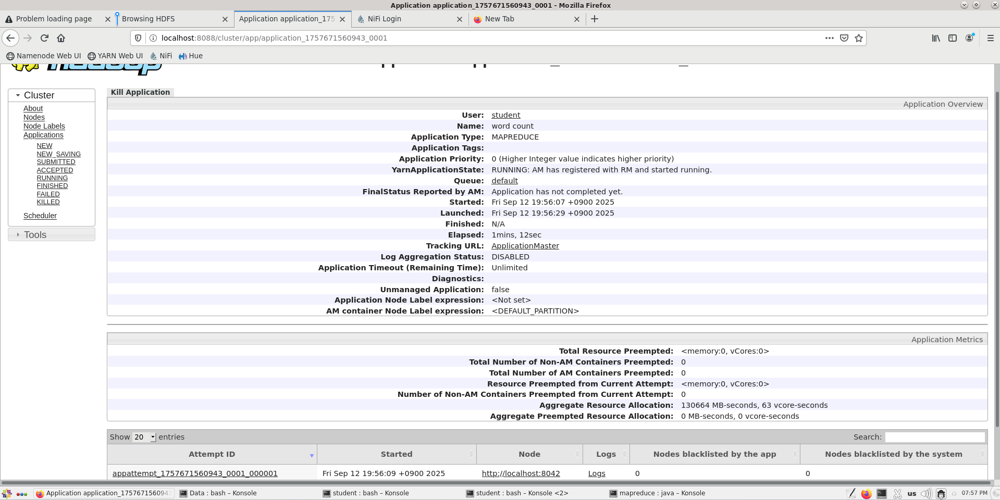 Application application_1757671560943_0001 - Mozilla Firefox
Problem loading page
Browsing HDFS
Application application_175
NiFi Login
New Tab
localhost:8088/cluster/app/application_1757671560943_0001
Namenode Web UI
YARN Web UI
NiFi
Hue
Cluster
About
Nodes
Node Labels
Applications
NEW
NEW_SAVING
SUBMITTED
ACCEPTED
RUNNING
FINISHED
FAILED
KILLED
Scheduler
Tools
Kill Application
Application Overview
User: student
Name: word count
Application Type: MAPREDUCE
Application Tags:
Application Priority: 0 (Higher Integer value indicates higher priority)
YarnApplicationState: RUNNING: AM has registered with RM and started running.
Queue: default
FinalStatus Reported by AM: Application has not completed yet.
Started: Fri Sep 12 19:56:07 +0900 2025
Launched: Fri Sep 12 19:56:29 +0900 2025
Finished: N/A
Elapsed: 1mins, 12sec
Tracking URL: ApplicationMaster
Log Aggregation Status: DISABLED
Application Timeout (Remaining Time): Unlimited
Diagnostics:
Unmanaged Application: false
Application Node Label expression: <Not set>
AM container Node Label expression: <DEFAULT_PARTITION>
Application Metrics
Total Resource Preempted: <memory:0, vCores:0>
Total Number of Non-AM Containers Preempted: 0
Total Number of AM Containers Preempted: 0
Resource Preempted from Current Attempt: <memory:0, vCores:0>
Number of Non-AM Containers Preempted from Current Attempt: 0
Aggregate Resource Allocation: 130664 MB-seconds, 63 vcore-seconds
Aggregate Preempted Resource Allocation: 0 MB-seconds, 0 vcore-seconds
Show 20 entries
Search:
Attempt ID Started Node Logs Nodes blacklisted by the app Nodes blacklisted by the system
appattempt_1757671560943_0001_000001 Fri Sep 12 19:56:09 +0900 2025 http://localhost:8042 Logs 0 0
Application application_1757671560943
Data : bash – Konsole
student : bash – Konsole
student : bash – Konsole <2>
mapreduce : java – Konsole
us
07:57 PM